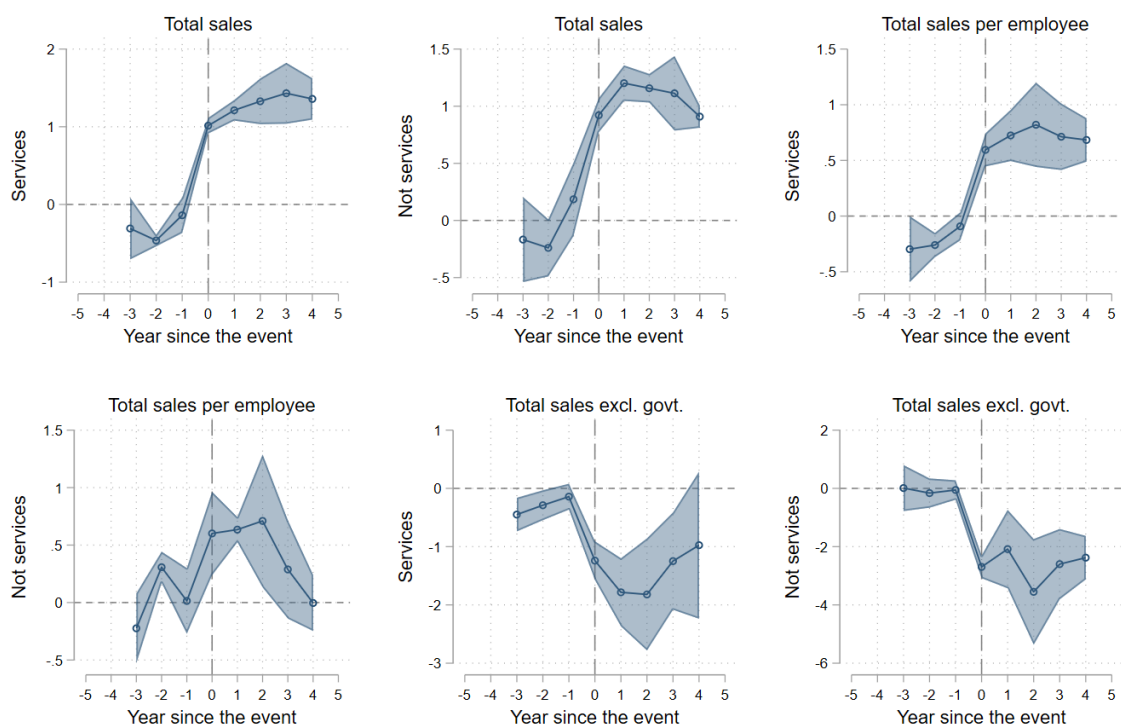 Total sales
Services
2
1
0
-1
-5 -4 -3 -2 -1 0 1 2 3 4 5
Year since the event
Total sales
Not services
1.5
1
.5
0
-.5
-5 -4 -3 -2 -1 0 1 2 3 4 5
Year since the event
Total sales per employee
Services
1.5
1
.5
0
-.5
-5 -4 -3 -2 -1 0 1 2 3 4 5
Year since the event
Total sales per employee
Not services
1.5
1
.5
0
-.5
-5 -4 -3 -2 -1 0 1 2 3 4 5
Year since the event
Total sales excl. govt.
Services
0
-1
-2
-3
-5 -4 -3 -2 -1 0 1 2 3 4 5
Year since the event
Total sales excl. govt.
Not services
2
0
-2
-4
-6
-5 -4 -3 -2 -1 0 1 2 3 4 5
Year since the event